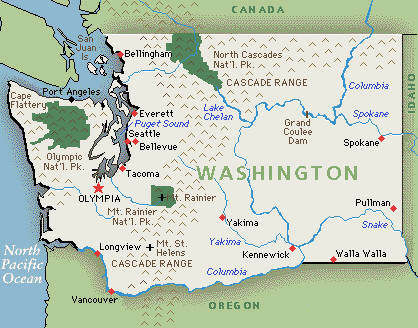 CANADA
San
Juan
Is
Bellingham
North Cascades
Nat'l. Pk.
CASCADE RANGE
Cape
Flattery
Port Angeles
Columbia
IDAHO
Everett
Puget Sound
Lake
Chelan
Spokane
Seattle
Grand
Coulee
Dam
Bellevue
Spokane
Olympic
Nat'l. Pk.
Tacoma
WASHINGTON
OLYMPIA
Mt. Rainier
Mt. Rainier
Nat'l. Pk.
Pullman
Yakima
Snake
North
Pacific
Ocean
Longview
Mt. St.
Helens
Yakima
Kennewick
Walla Walla
CASCADE RANGE
Columbia
Vancouver
OREGON